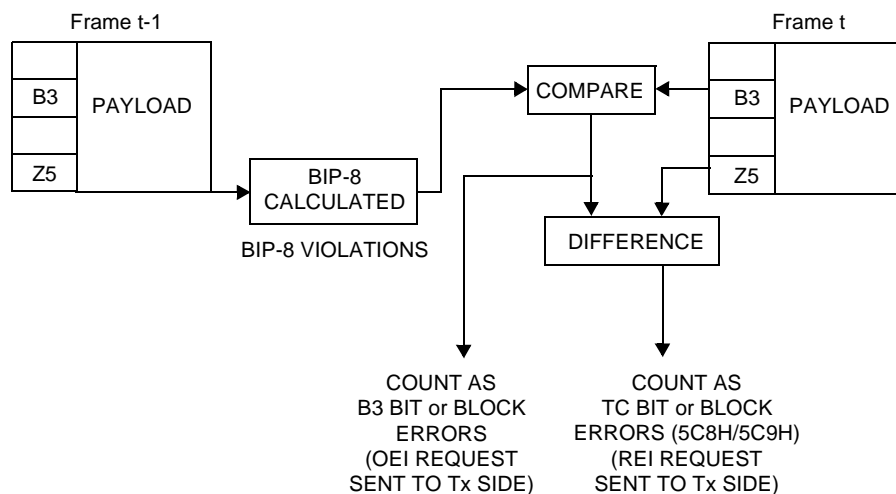 Frame t-1
Frame t
B3
PAYLOAD
Z5
COMPARE
B3
PAYLOAD
Z5
BIP-8
CALCULATED
BIP-8 VIOLATIONS
DIFFERENCE
COUNT AS
B3 BIT or BLOCK
ERRORS
(OEI REQUEST
SENT TO Tx SIDE)
COUNT AS
TC BIT or BLOCK
ERRORS (5C8H/5C9H)
(REI REQUEST
SENT TO Tx SIDE)